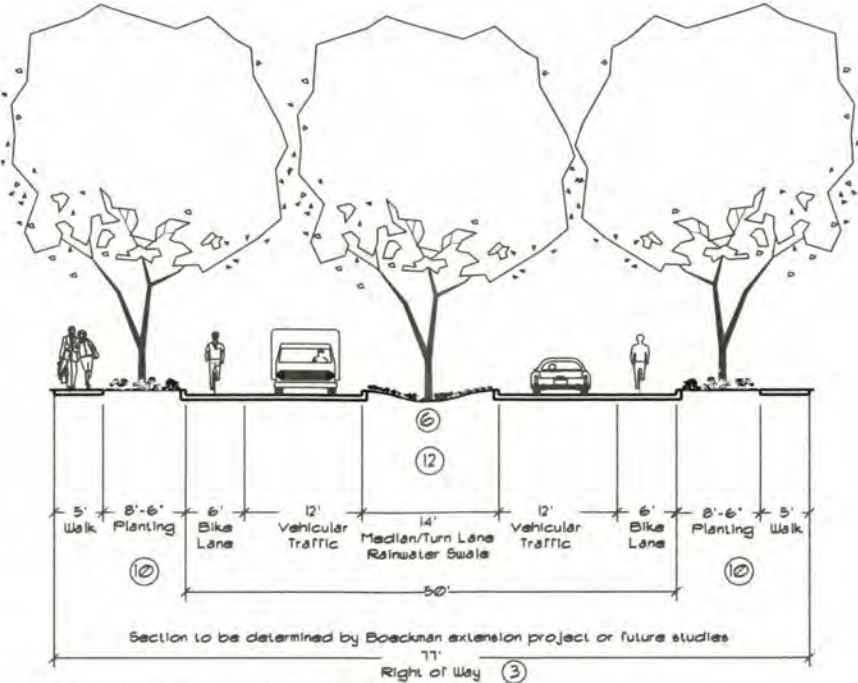 6
12
5' 8'-6" 6' 12' 14' 12' 6' 8'-6" 5'
Walk Planting Bike Lane Vehicular Traffic Median/Turn Lane Rainwater Swale Vehicular Traffic Bike Lane Planting Walk
10 10
50'
Section to be determined by Boeckman extension project or future studies
77'
Right of Way 3